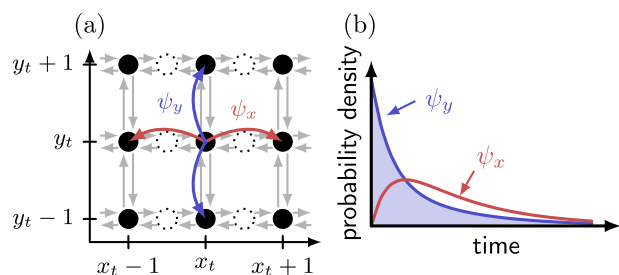 (a)
y_t + 1
y_t
y_t − 1
ψ_y
ψ_x
x_t − 1
x_t
x_t + 1
(b)
probability density
ψ_y
ψ_x
time